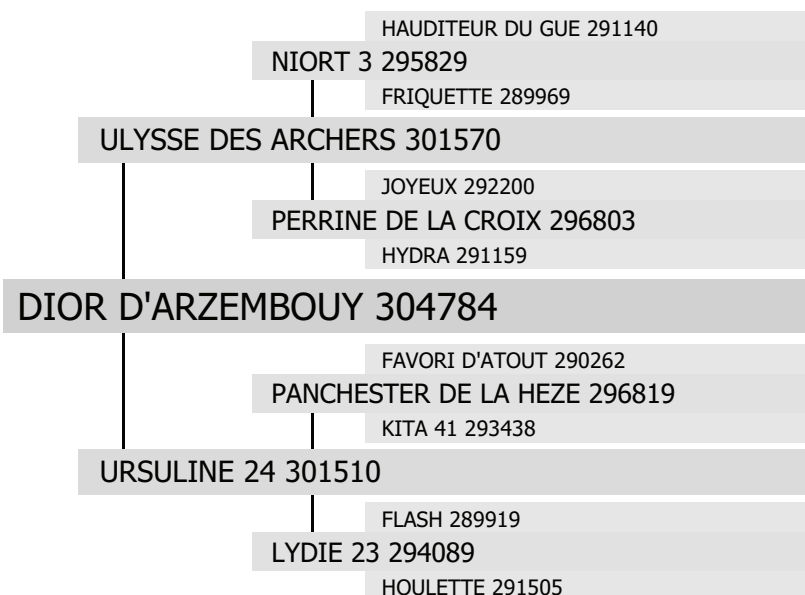 HAUDITEUR DU GUE 291140
NIORT 3 295829
FRIQUETTE 289969
ULYSSE DES ARCHERS 301570
JOYEUX 292200
PERRINE DE LA CROIX 296803
HYDRA 291159
DIOR D'ARZEMBOUY 304784
FAVORI D'ATOUT 290262
PANCHESTER DE LA HEZE 296819
KITA 41 293438
URSULINE 24 301510
FLASH 289919
LYDIE 23 294089
HOULETTE 291505